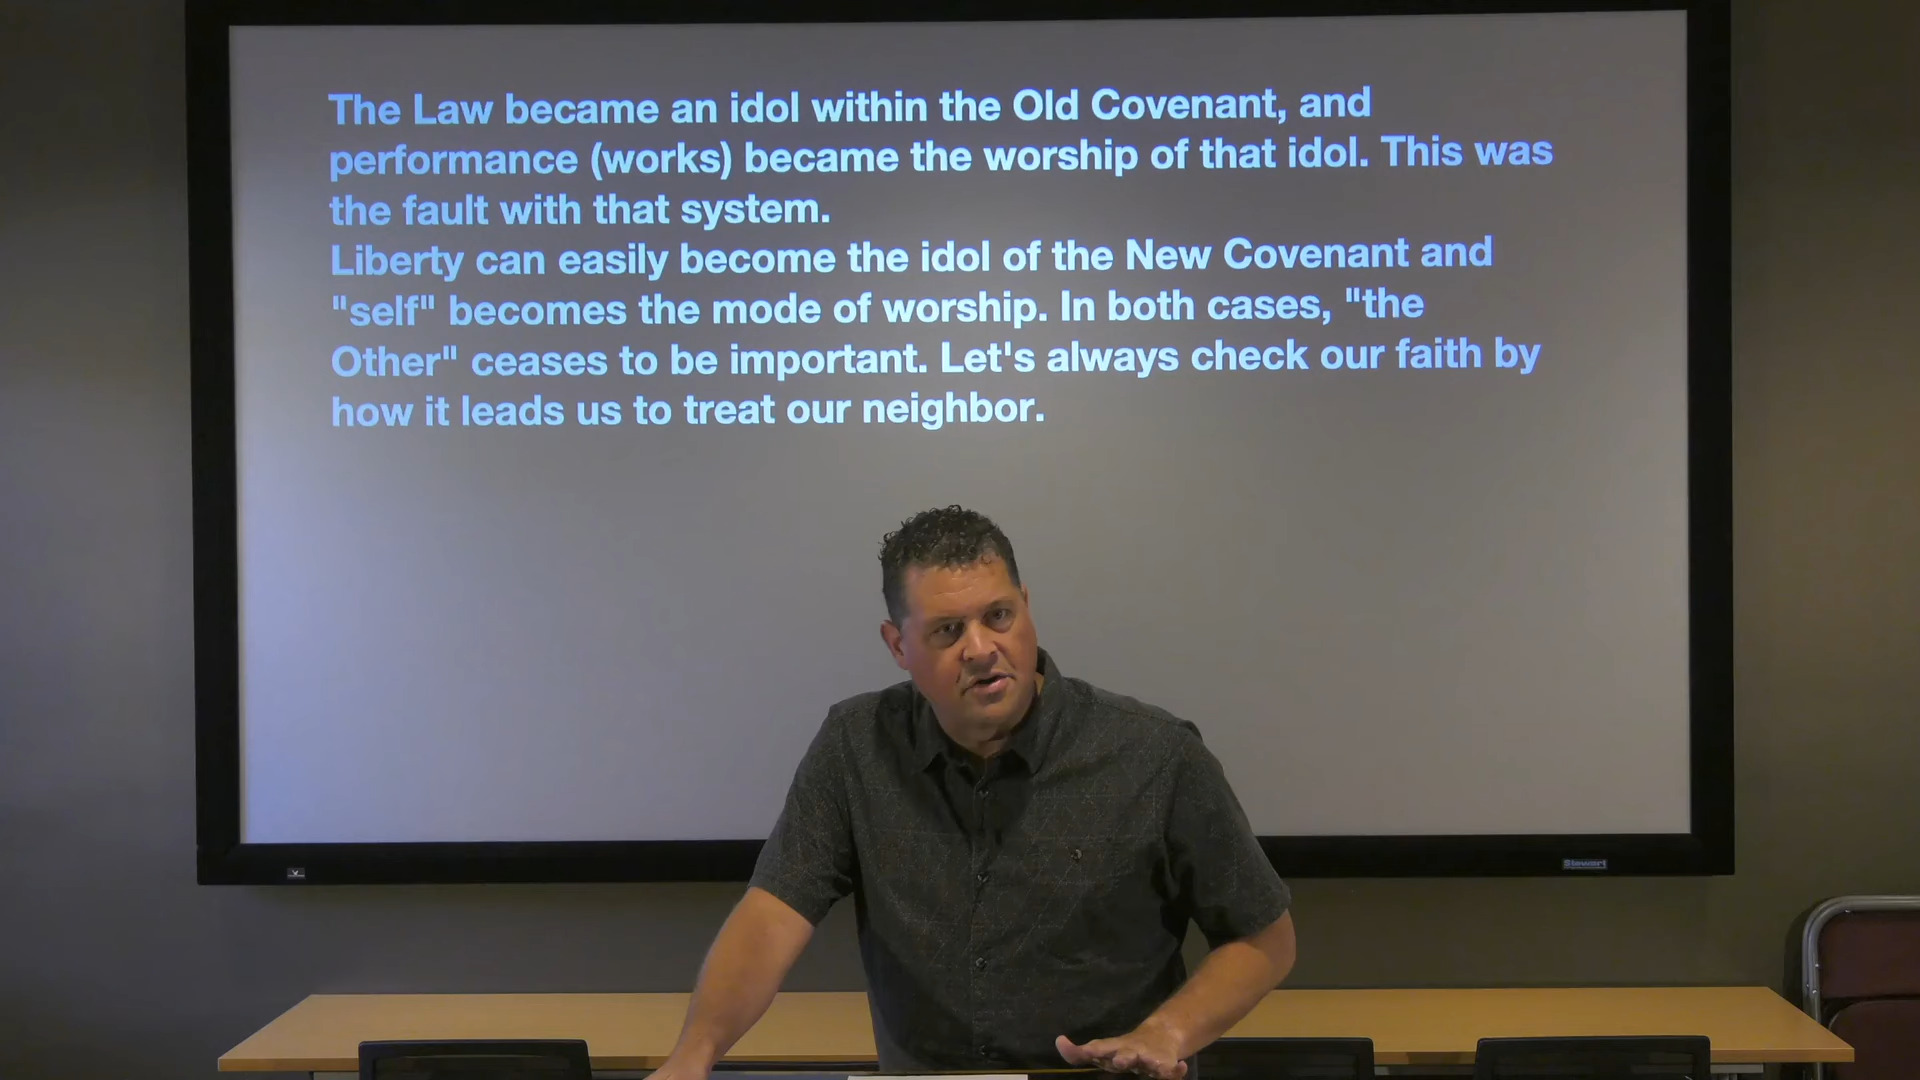 The Law became an idol within the Old Covenant, and
performance (works) became the worship of that idol. This was
the fault with that system.
Liberty can easily become the idol of the New Covenant and
"self" becomes the mode of worship. In both cases, "the
Other" ceases to be important. Let's always check our faith by
how it leads us to treat our neighbor.
Stewart